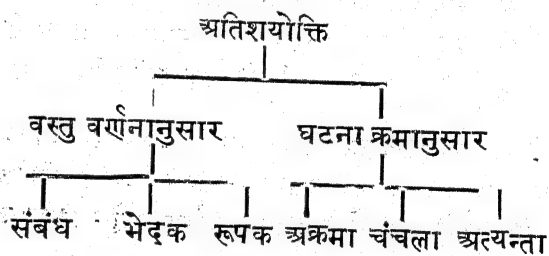 अतिशयोक्ति
वस्तु वर्णनानुसार घटना क्रमानुसार
संबंध भेदक रूपक अक्रमा चंचला अत्यन्ता